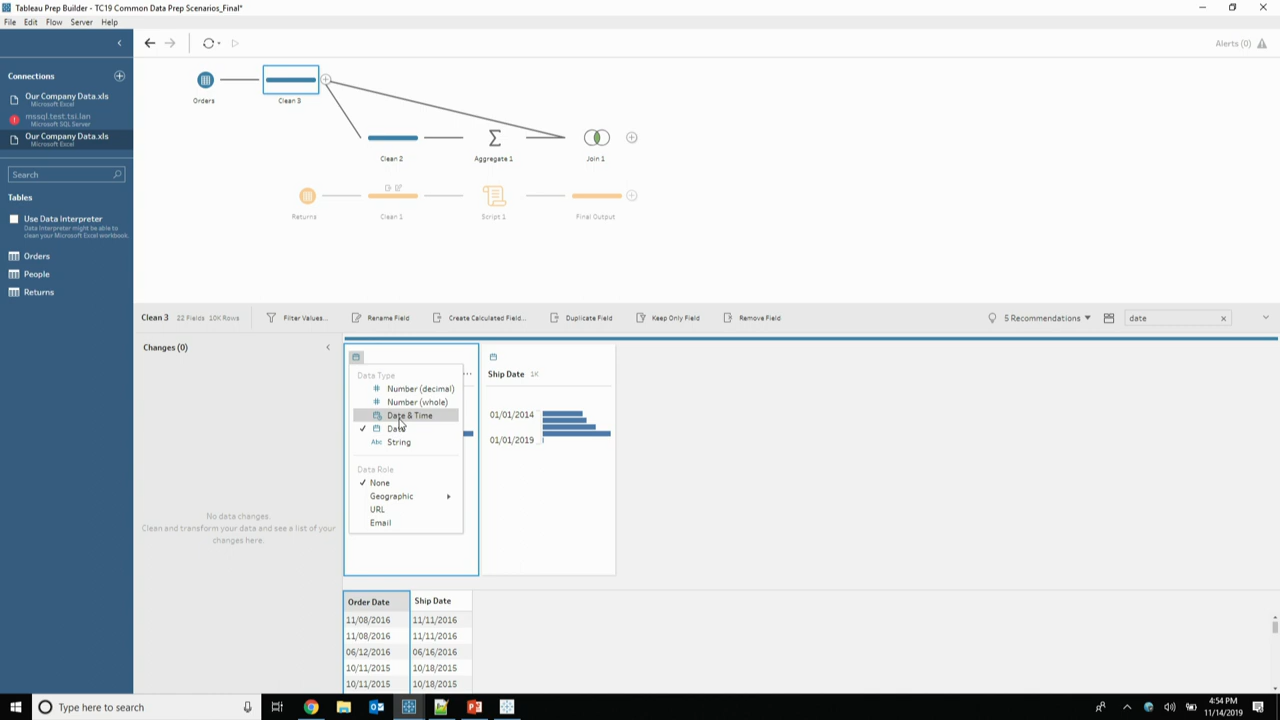 Tableau Prep Builder - TC19 Common Data Prep Scenarios_Final*
File Edit Flow Server Help
Alerts (0)
Connections
Our Company Data.xls
Microsoft Excel
mssql.test.tsi.lan
Microsoft SQL Server
Our Company Data.xls
Microsoft Excel
Search
Tables
Use Data Interpreter
Data Interpreter might be able to
clean your Microsoft Excel workbook.
Orders
People
Returns
Orders
Clean 3
Clean 2
Aggregate 1
Join 1
Returns
Clean 1
Script 1
Final Output
Clean 3 22 Fields 10K Rows
Filter Values...
Rename Field
Create Calculated Field...
Duplicate Field
Keep Only Field
Remove Field
5 Recommendations
date
Changes (0)
No data changes.
Clean and transform your data and see a list of your
changes here.
Data Type
Number (decimal)
Number (whole)
Date & Time
Date
Abc String
Data Role
None
Geographic
URL
Email
Ship Date 1K
01/01/2014
01/01/2019
Order Date Ship Date
11/08/2016 11/11/2016
11/08/2016 11/11/2016
06/12/2016 06/16/2016
10/11/2015 10/18/2015
10/11/2015 10/18/2015
Type here to search
4:54 PM
11/14/2019